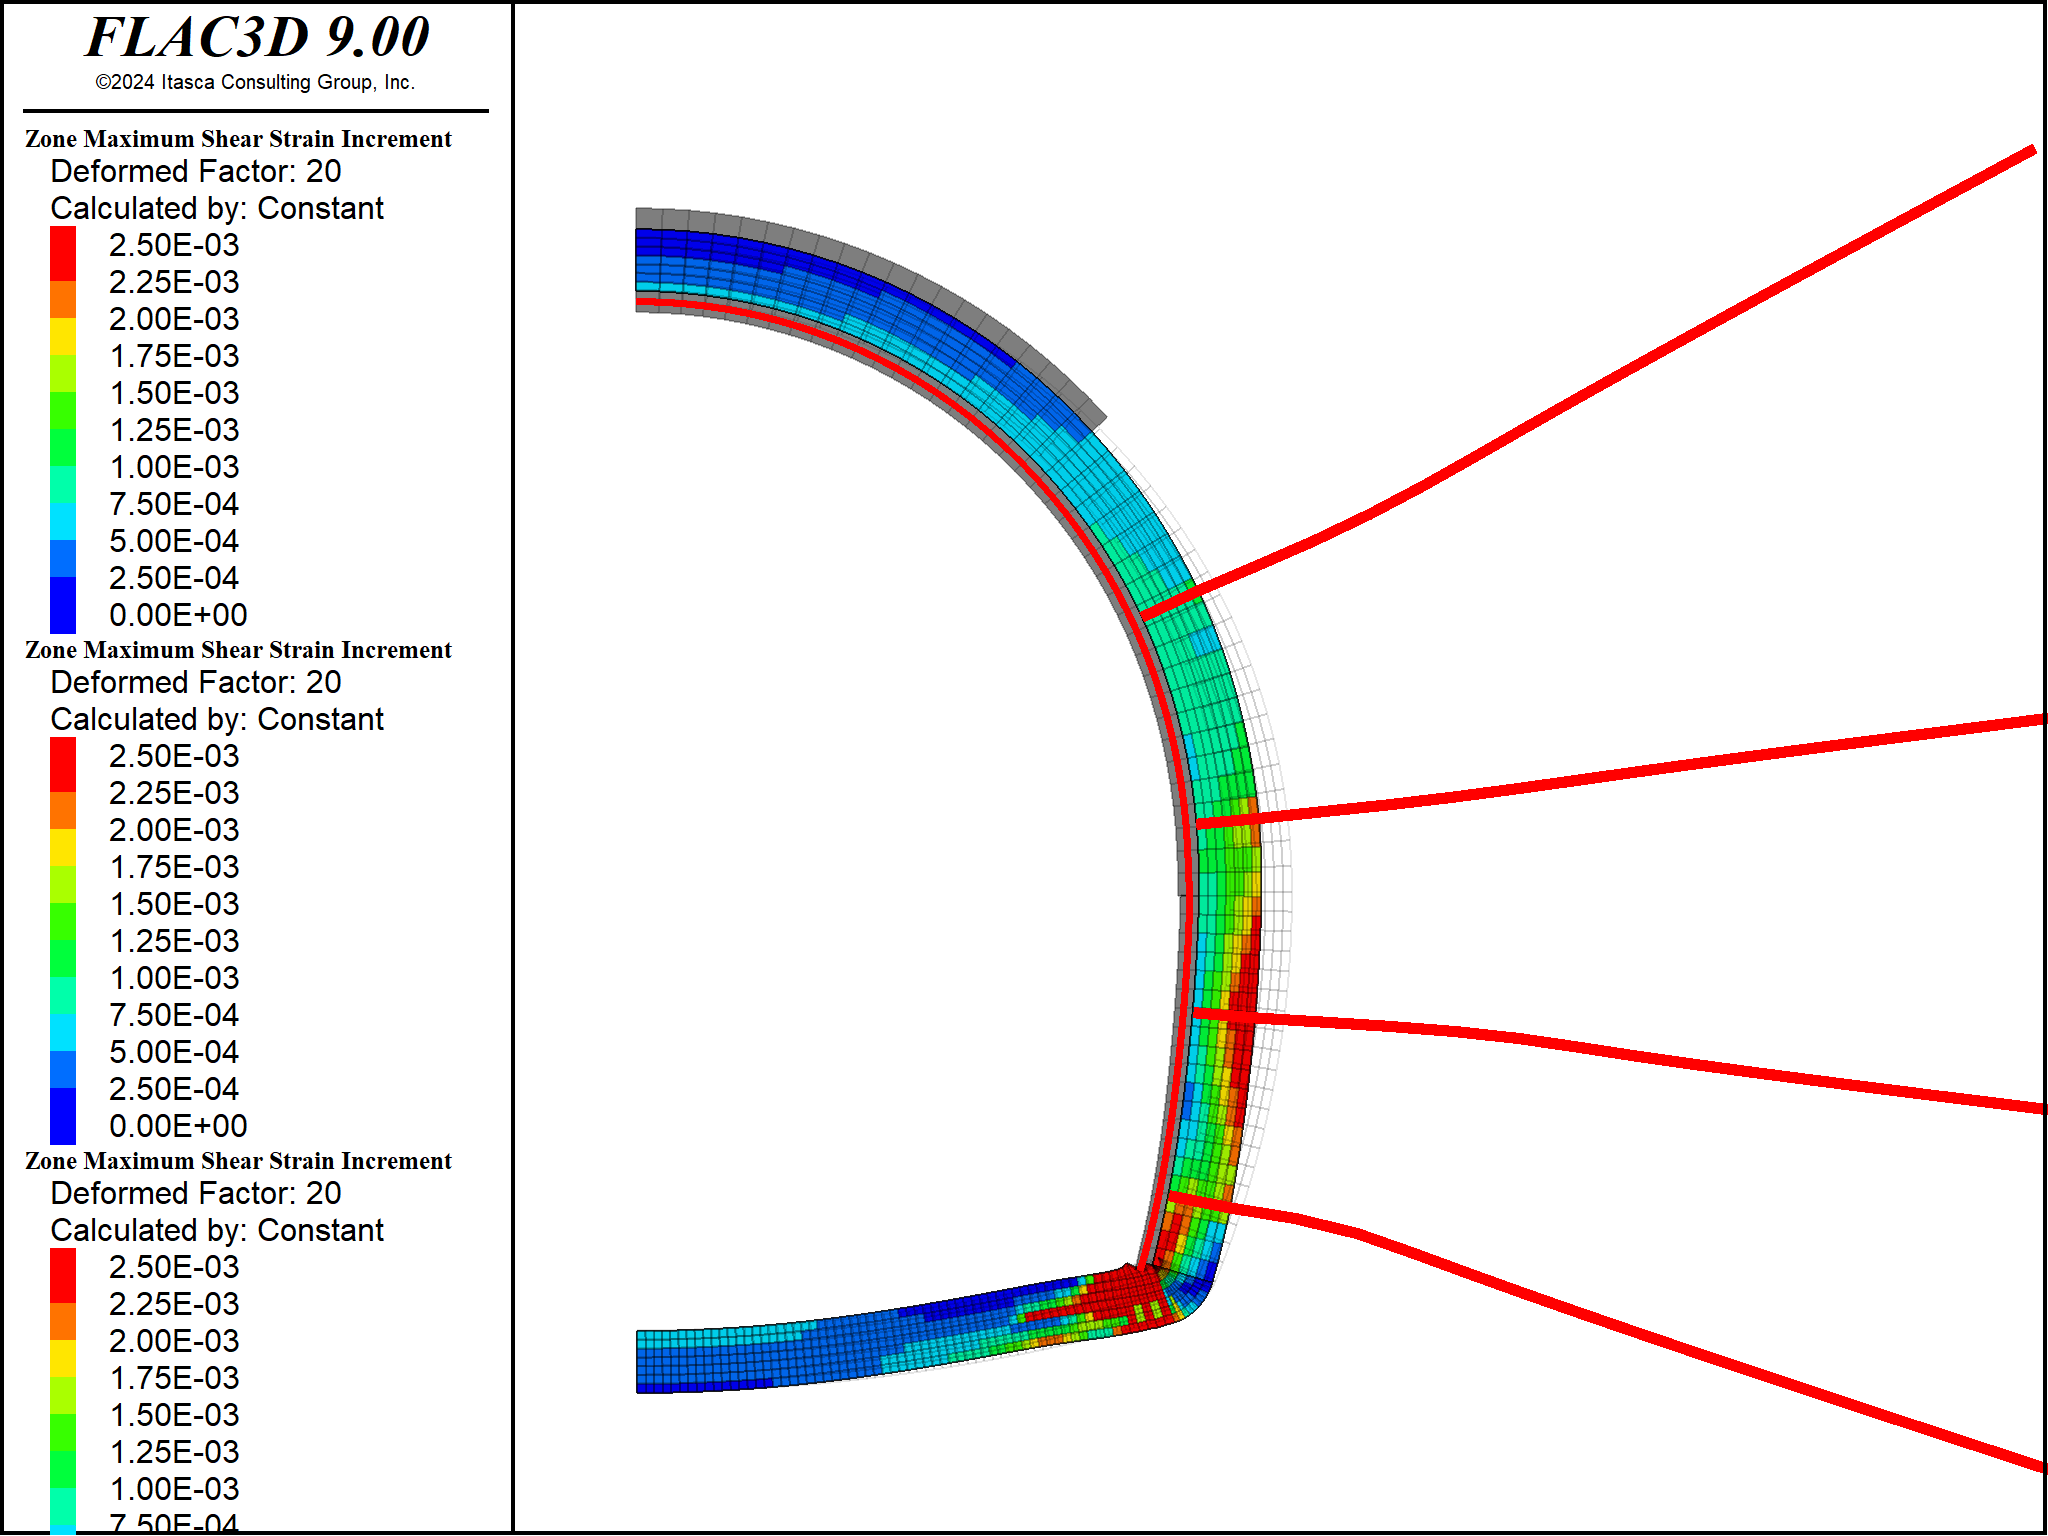 FLAC3D 9.00
©2024 Itasca Consulting Group, Inc.
Zone Maximum Shear Strain Increment
Deformed Factor: 20
Calculated by: Constant
2.50E-03
2.25E-03
2.00E-03
1.75E-03
1.50E-03
1.25E-03
1.00E-03
7.50E-04
5.00E-04
2.50E-04
0.00E+00
Zone Maximum Shear Strain Increment
Deformed Factor: 20
Calculated by: Constant
2.50E-03
2.25E-03
2.00E-03
1.75E-03
1.50E-03
1.25E-03
1.00E-03
7.50E-04
5.00E-04
2.50E-04
0.00E+00
Zone Maximum Shear Strain Increment
Deformed Factor: 20
Calculated by: Constant
2.50E-03
2.25E-03
2.00E-03
1.75E-03
1.50E-03
1.25E-03
1.00E-03
7.50E-04